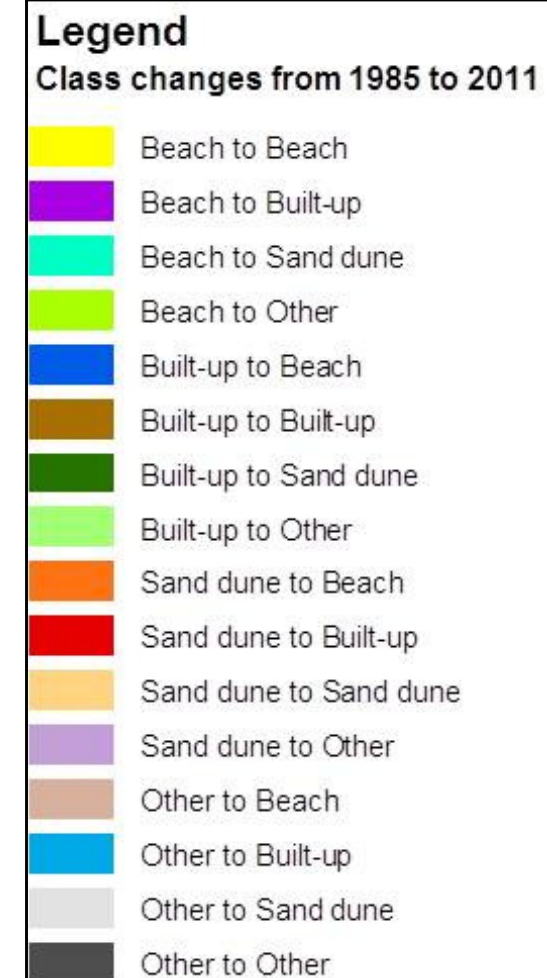 Legend
Class changes from 1985 to 2011
Beach to Beach
Beach to Built-up
Beach to Sand dune
Beach to Other
Built-up to Beach
Built-up to Built-up
Built-up to Sand dune
Built-up to Other
Sand dune to Beach
Sand dune to Built-up
Sand dune to Sand dune
Sand dune to Other
Other to Beach
Other to Built-up
Other to Sand dune
Other to Other